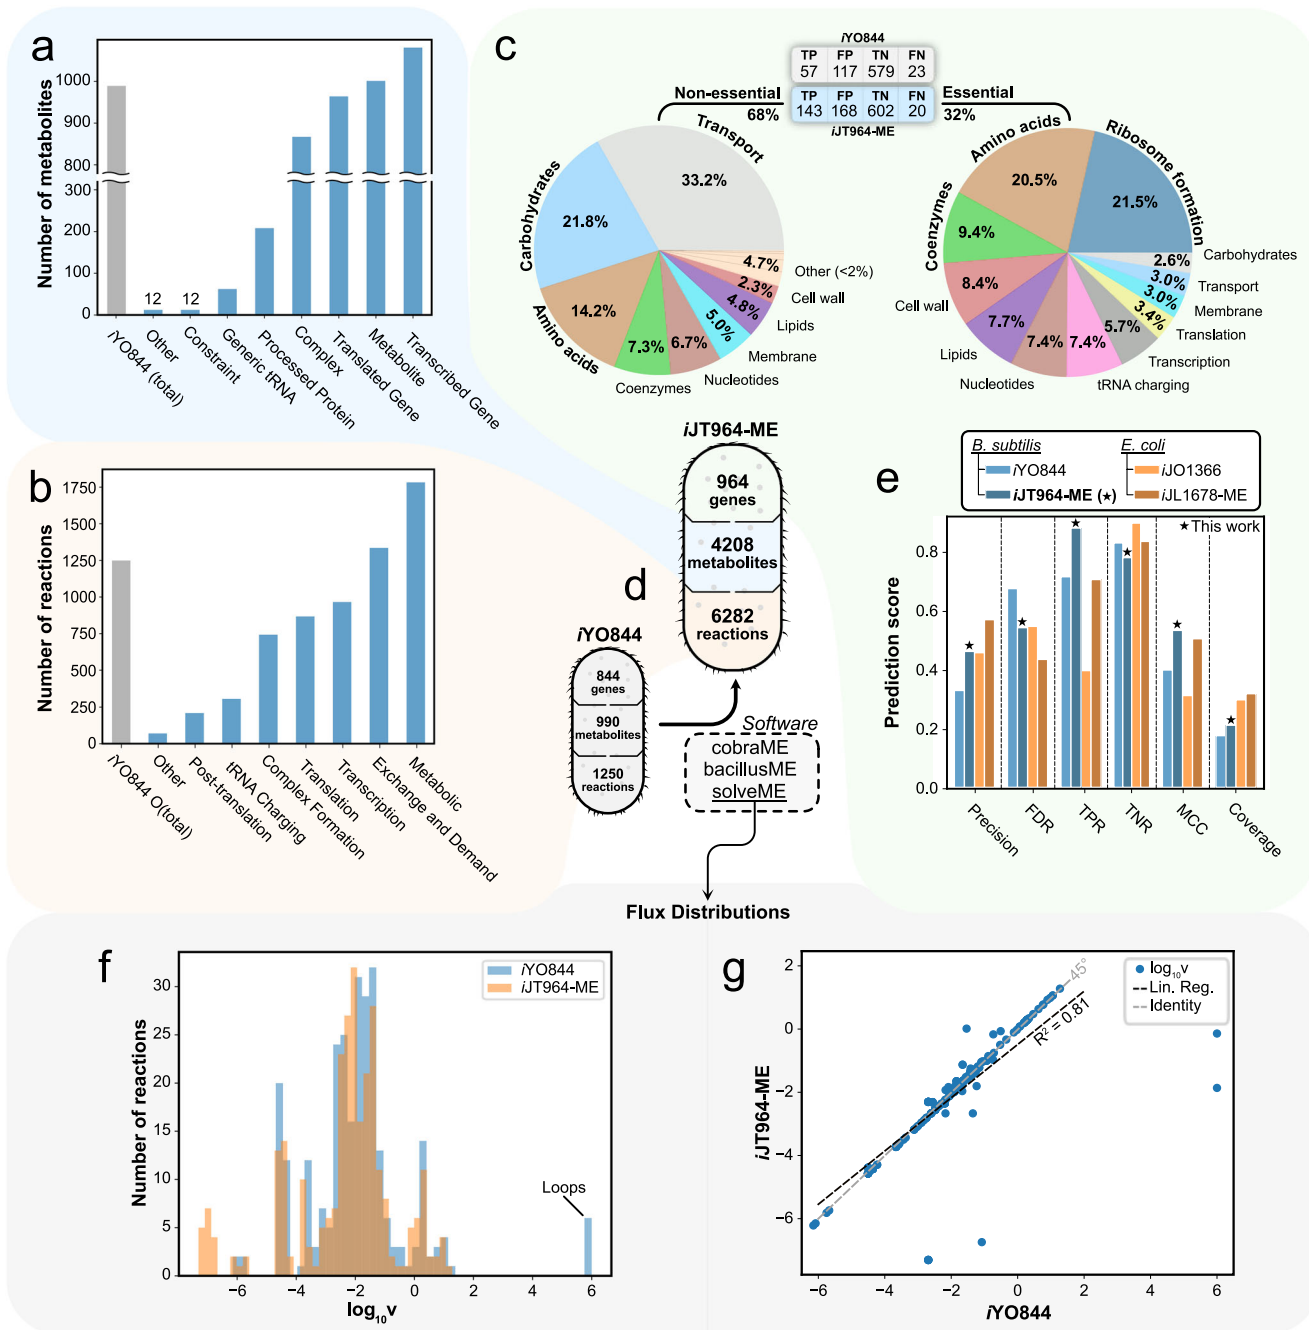 a
Number of metabolites
1000
900
800
300
200
100
0
12
12
iYO844 (total)
Other
Constraint
Generic tRNA
Processed Protein
Complex
Translated Gene
Metabolite
Transcribed Gene
b
Number of reactions
1750
1500
1250
1000
750
500
250
0
iYO844 O(total)
Other
Post-translation
tRNA Charging
Complex Formation
Translation
Transcription
Exchange and Demand
Metabolic
c
iYO844
TP FP TN FN
57 117 579 23
TP FP TN FN
143 168 602 20
iJT964-ME
Non-essential
68%
Essential
32%
Transport
33.2%
Carbohydrates
21.8%
Amino acids
14.2%
Coenzymes
7.3%
Nucleotides
6.7%
Membrane
5.0%
Lipids
4.8%
Cell wall
2.3%
Other (<2%)
4.7%
Ribosome formation
21.5%
Amino acids
20.5%
Coenzymes
9.4%
Cell wall
8.4%
Lipids
7.7%
Nucleotides
7.4%
tRNA charging
7.4%
Transcription
5.7%
Translation
3.4%
Membrane
3.0%
Transport
3.0%
Carbohydrates
2.6%
d
iJT964-ME
964
genes
4208
metabolites
6282
reactions
iYO844
844
genes
990
metabolites
1250
reactions
Software
cobraME
bacillusME
solveME
Flux Distributions
e
B. subtilis
iYO844
iJT964-ME (★)
E. coli
iJO1366
iJL1678-ME
★This work
Prediction score
0.8
0.6
0.4
0.2
0.0
★
★
★
★
★
★
Precision
FDR
TPR
TNR
MCC
Coverage
f
Number of reactions
30
25
20
15
10
5
0
iYO844
iJT964-ME
Loops
−6
−4
−2
0
2
4
6
log₁₀v
g
iJT964-ME
2
0
−2
−4
−6
log₁₀v
Lin. Reg.
Identity
45°
R² = 0.81
−6
−4
−2
0
2
4
6
iYO844